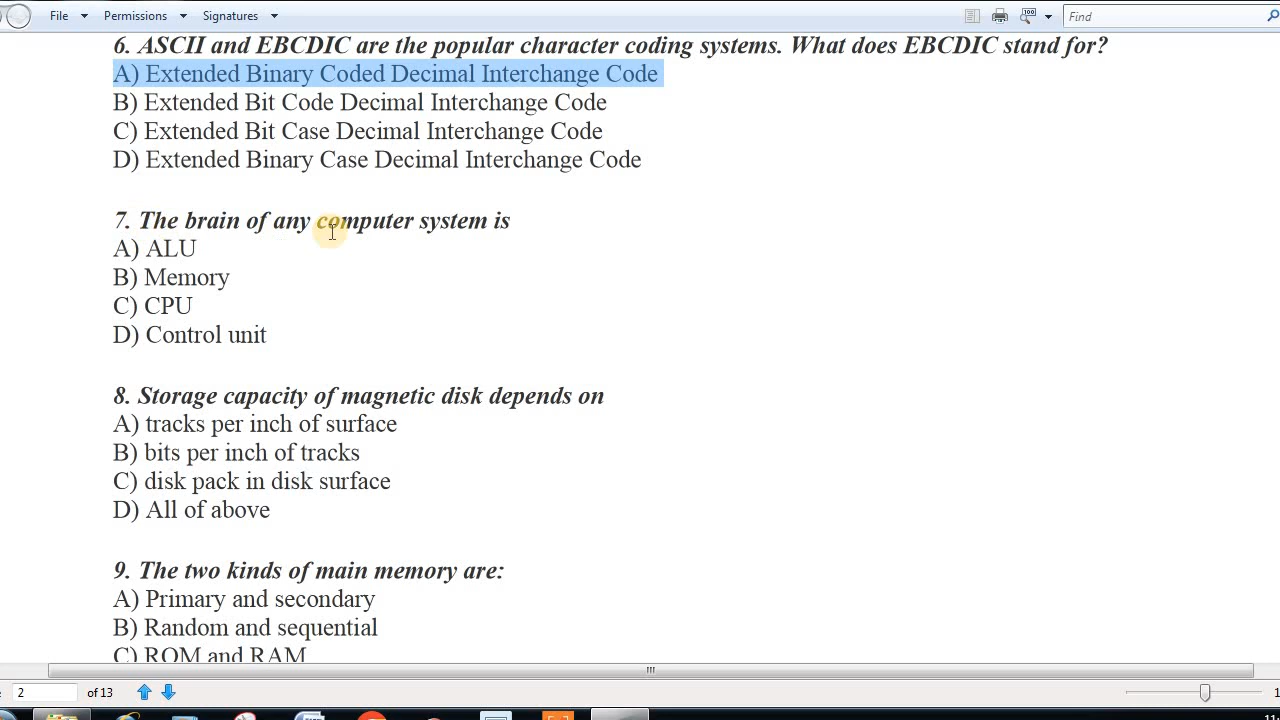 File Permissions Signatures Find
6. ASCII and EBCDIC are the popular character coding systems. What does EBCDIC stand for?
A) Extended Binary Coded Decimal Interchange Code
B) Extended Bit Code Decimal Interchange Code
C) Extended Bit Case Decimal Interchange Code
D) Extended Binary Case Decimal Interchange Code
7. The brain of any computer system is
A) ALU
B) Memory
C) CPU
D) Control unit
8. Storage capacity of magnetic disk depends on
A) tracks per inch of surface
B) bits per inch of tracks
C) disk pack in disk surface
D) All of above
9. The two kinds of main memory are:
A) Primary and secondary
B) Random and sequential
C) ROM and RAM
2 of 13